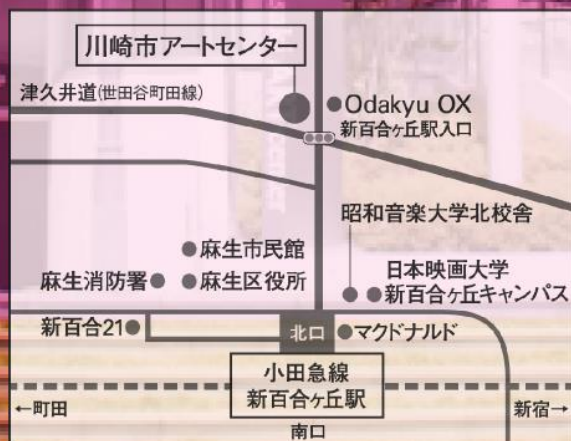 川崎市アートセンター
津久井道(世田谷町田線)
Odakyu OX
新百合ヶ丘駅入口
昭和音楽大学北校舎
麻生市民館
麻生消防署
麻生区役所
日本映画大学
新百合ヶ丘キャンパス
新百合21
北口
マクドナルド
小田急線
新百合ヶ丘駅
←町田
新宿→
南口